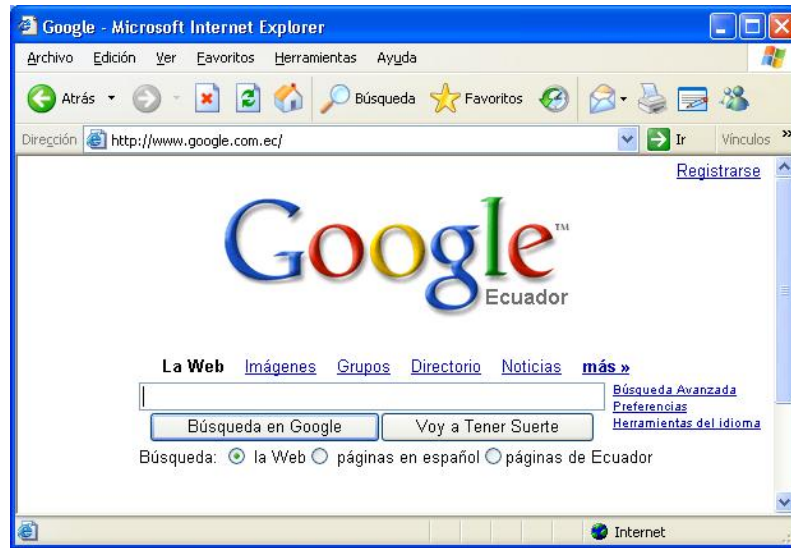 Google - Microsoft Internet Explorer
Archivo Edición Ver Favoritos Herramientas Ayuda
Atrás Búsqueda Favoritos
Dirección http://www.google.com.ec/ Ir Vínculos »
Registrarse
Google™
Ecuador
La Web Imágenes Grupos Directorio Noticias más »
Búsqueda Avanzada
Preferencias
Herramientas del idioma
Búsqueda en Google Voy a Tener Suerte
Búsqueda: la Web páginas en español páginas de Ecuador
Internet